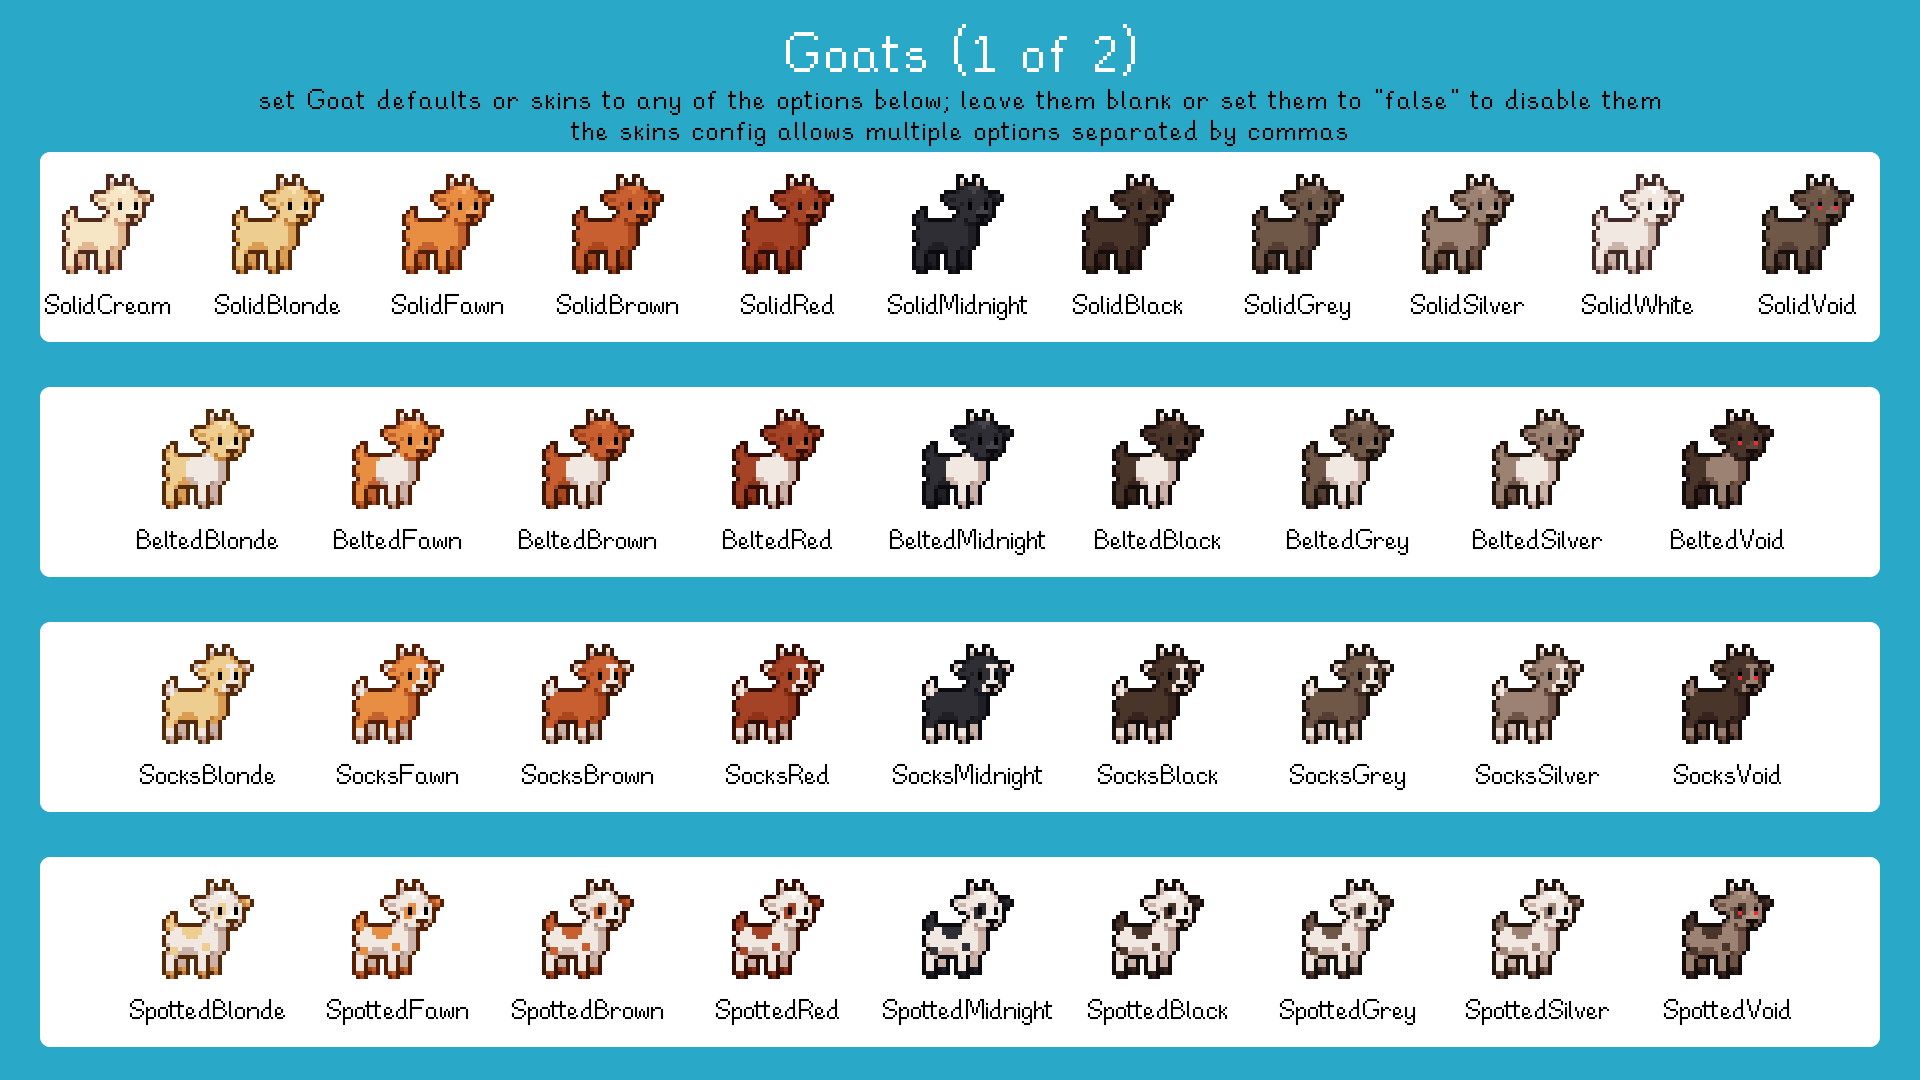 Goats (1 of 2)
set Goat defaults or skins to any of the options below; leave them blank or set them to "false" to disable them
the skins config allows multiple options separated by commas
SolidCream SolidBlonde SolidFawn SolidBrown SolidRed SolidMidnight SolidBlack SolidGrey SolidSilver SolidWhite SolidVoid
BeltedBlonde BeltedFawn BeltedBrown BeltedRed BeltedMidnight BeltedBlack BeltedGrey BeltedSilver BeltedVoid
SocksBlonde SocksFawn SocksBrown SocksRed SocksMidnight SocksBlack SocksGrey SocksSilver SocksVoid
SpottedBlonde SpottedFawn SpottedBrown SpottedRed SpottedMidnight SpottedBlack SpottedGrey SpottedSilver SpottedVoid